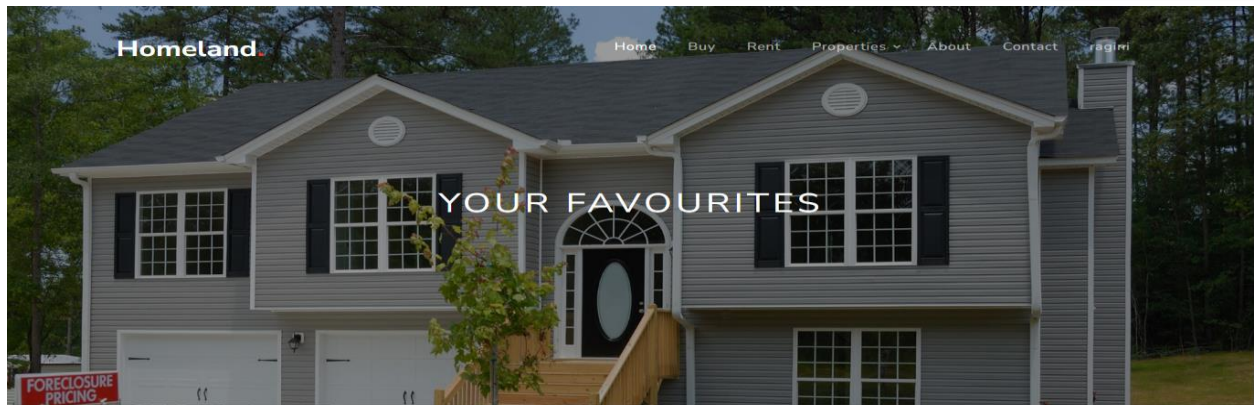 Homeland.
Home Buy Rent Properties About Contact ragini
YOUR FAVOURITES
FORECLOSURE
PRICING